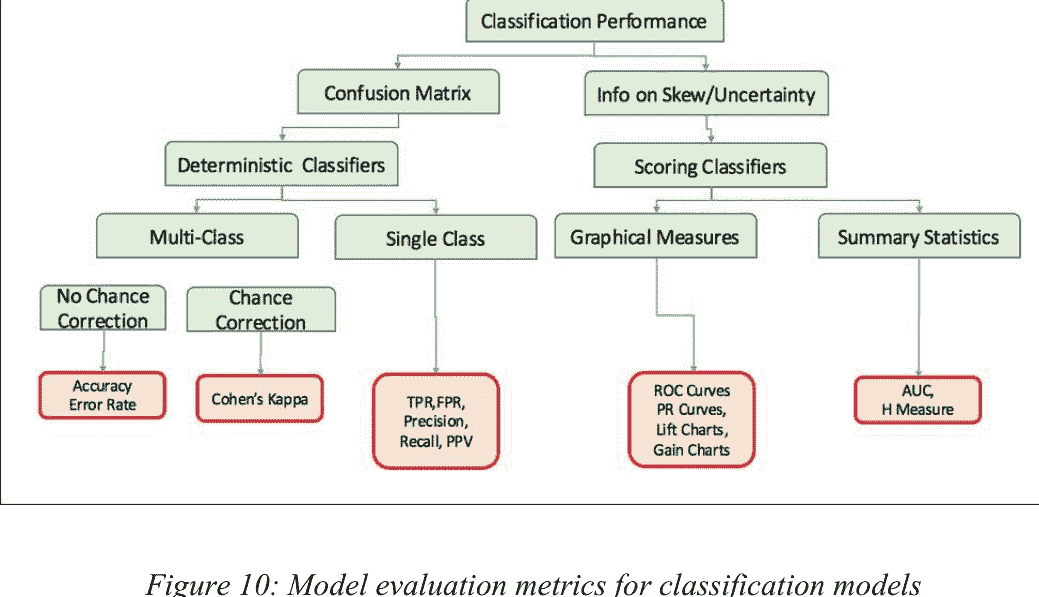 Classification Performance
Confusion Matrix
Info on Skew/Uncertainty
Deterministic Classifiers
Scoring Classifiers
Multi-Class
Single Class
Graphical Measures
Summary Statistics
No Chance
Correction
Chance
Correction
Accuracy
Error Rate
Cohen's Kappa
TPR,FPR,
Precision,
Recall, PPV
ROC Curves
PR Curves,
Lift Charts,
Gain Charts
AUC,
H Measure
Figure 10: Model evaluation metrics for classification models